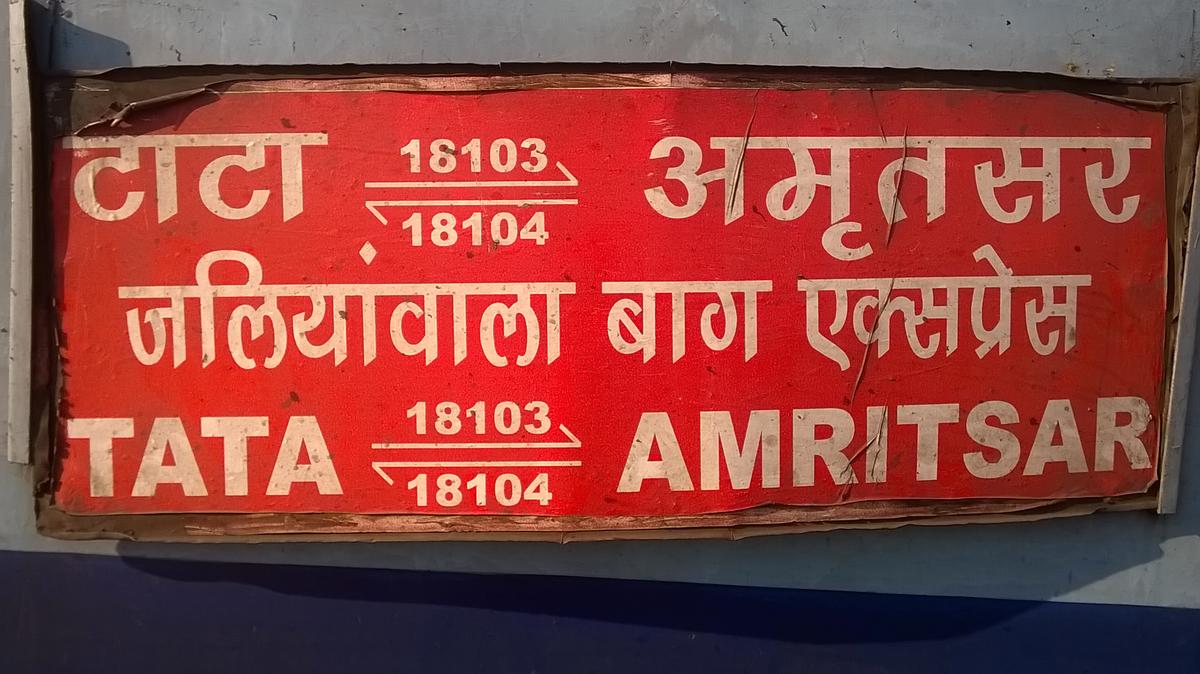 टाटा 18103 अमृतसर
18104
जलियांवाला बाग एक्सप्रेस
TATA 18103 AMRITSAR
18104